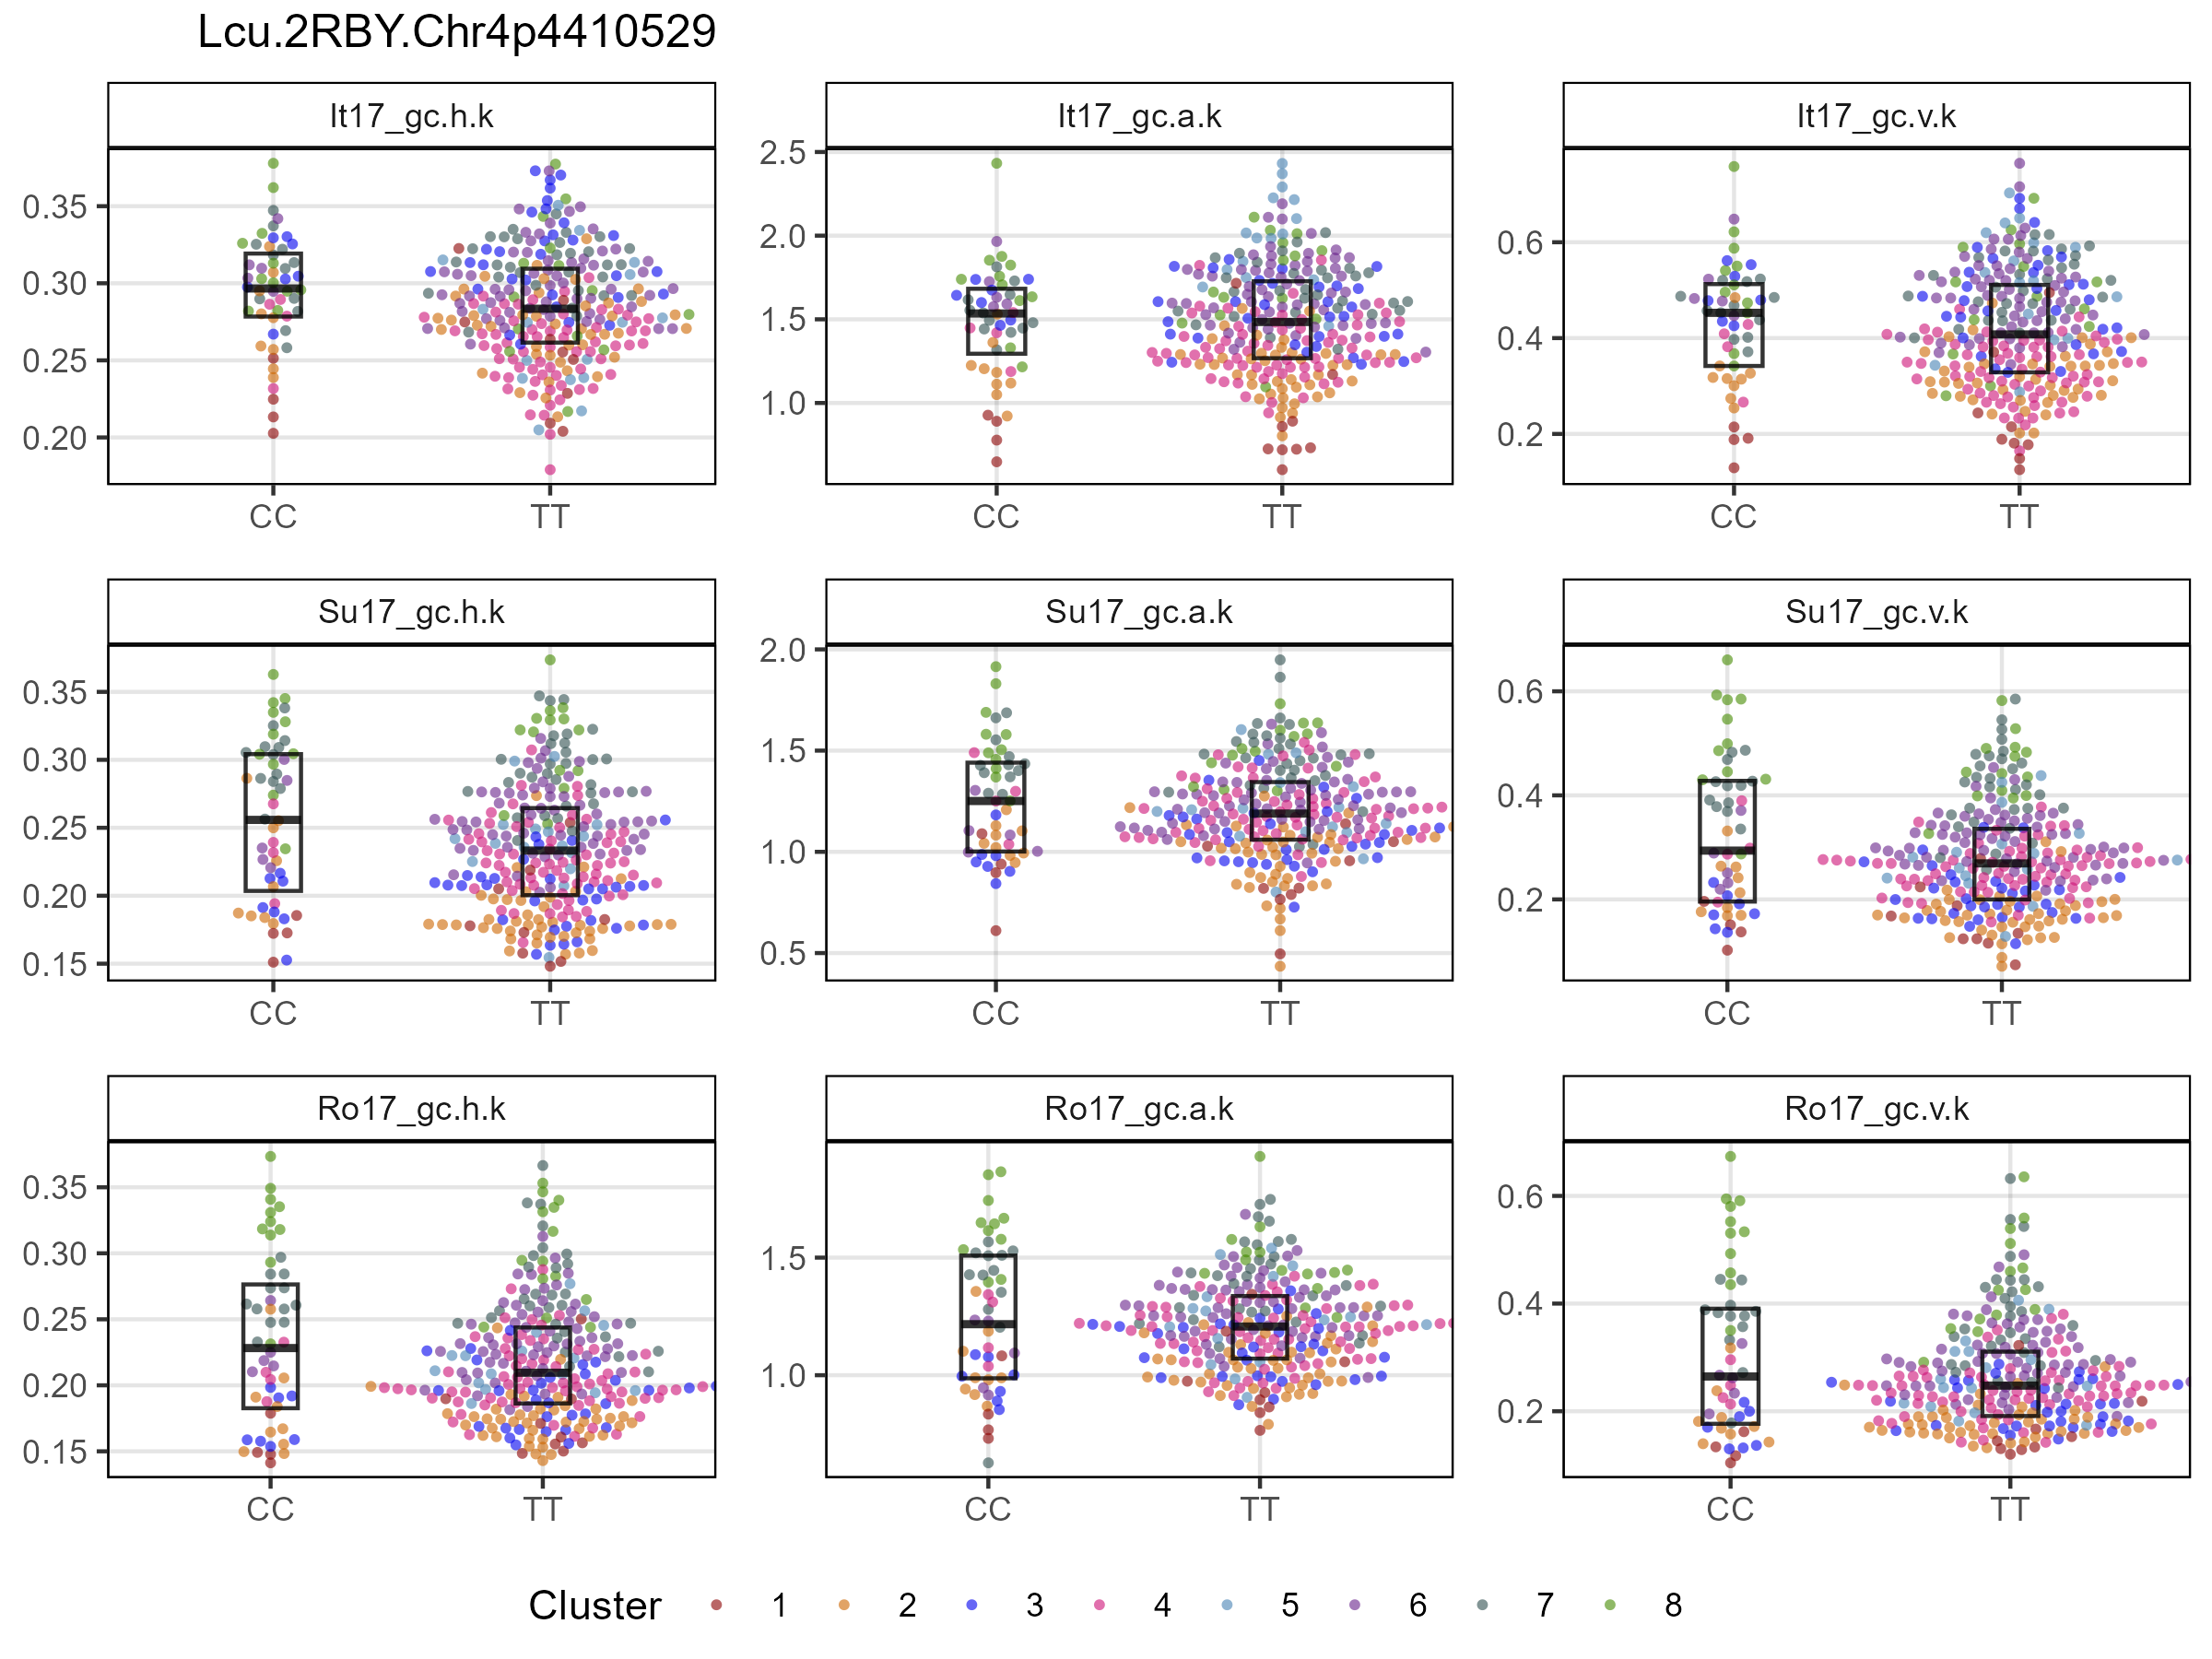 Lcu.2RBY.Chr4p4410529
It17_gc.h.k It17_gc.a.k It17_gc.v.k
0.35
0.30
0.25
0.20
CC TT
2.5
2.0
1.5
1.0
CC TT
0.6
0.4
0.2
CC TT
Su17_gc.h.k Su17_gc.a.k Su17_gc.v.k
0.35
0.30
0.25
0.20
0.15
CC TT
2.0
1.5
1.0
0.5
CC TT
0.6
0.4
0.2
CC TT
Ro17_gc.h.k Ro17_gc.a.k Ro17_gc.v.k
0.35
0.30
0.25
0.20
0.15
CC TT
1.5
1.0
CC TT
0.6
0.4
0.2
CC TT
Cluster 1 2 3 4 5 6 7 8